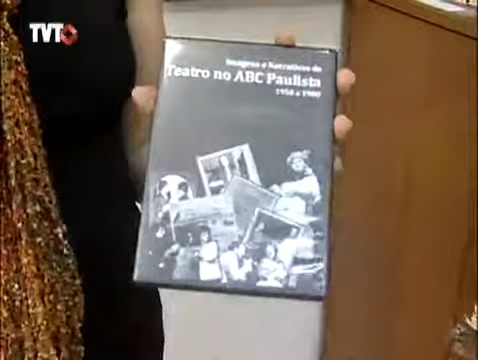 TVT
Imagens e Narrativas do
Teatro no ABC Paulista
1950 a 1980